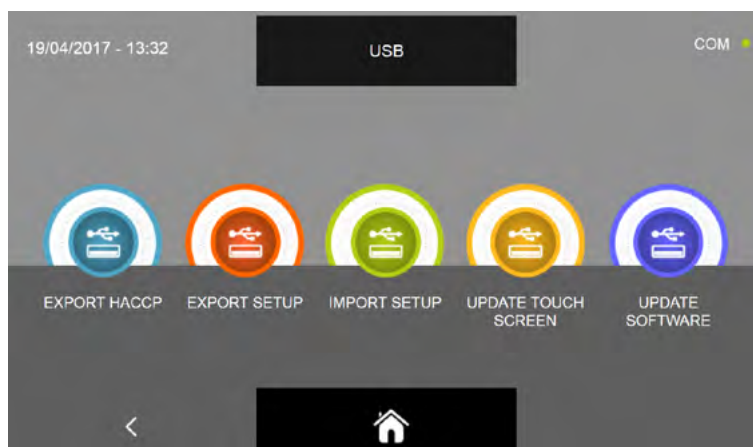 19/04/2017 - 13:32
USB
COM
EXPORT HACCP
EXPORT SETUP
IMPORT SETUP
UPDATE TOUCH
SCREEN
UPDATE
SOFTWARE